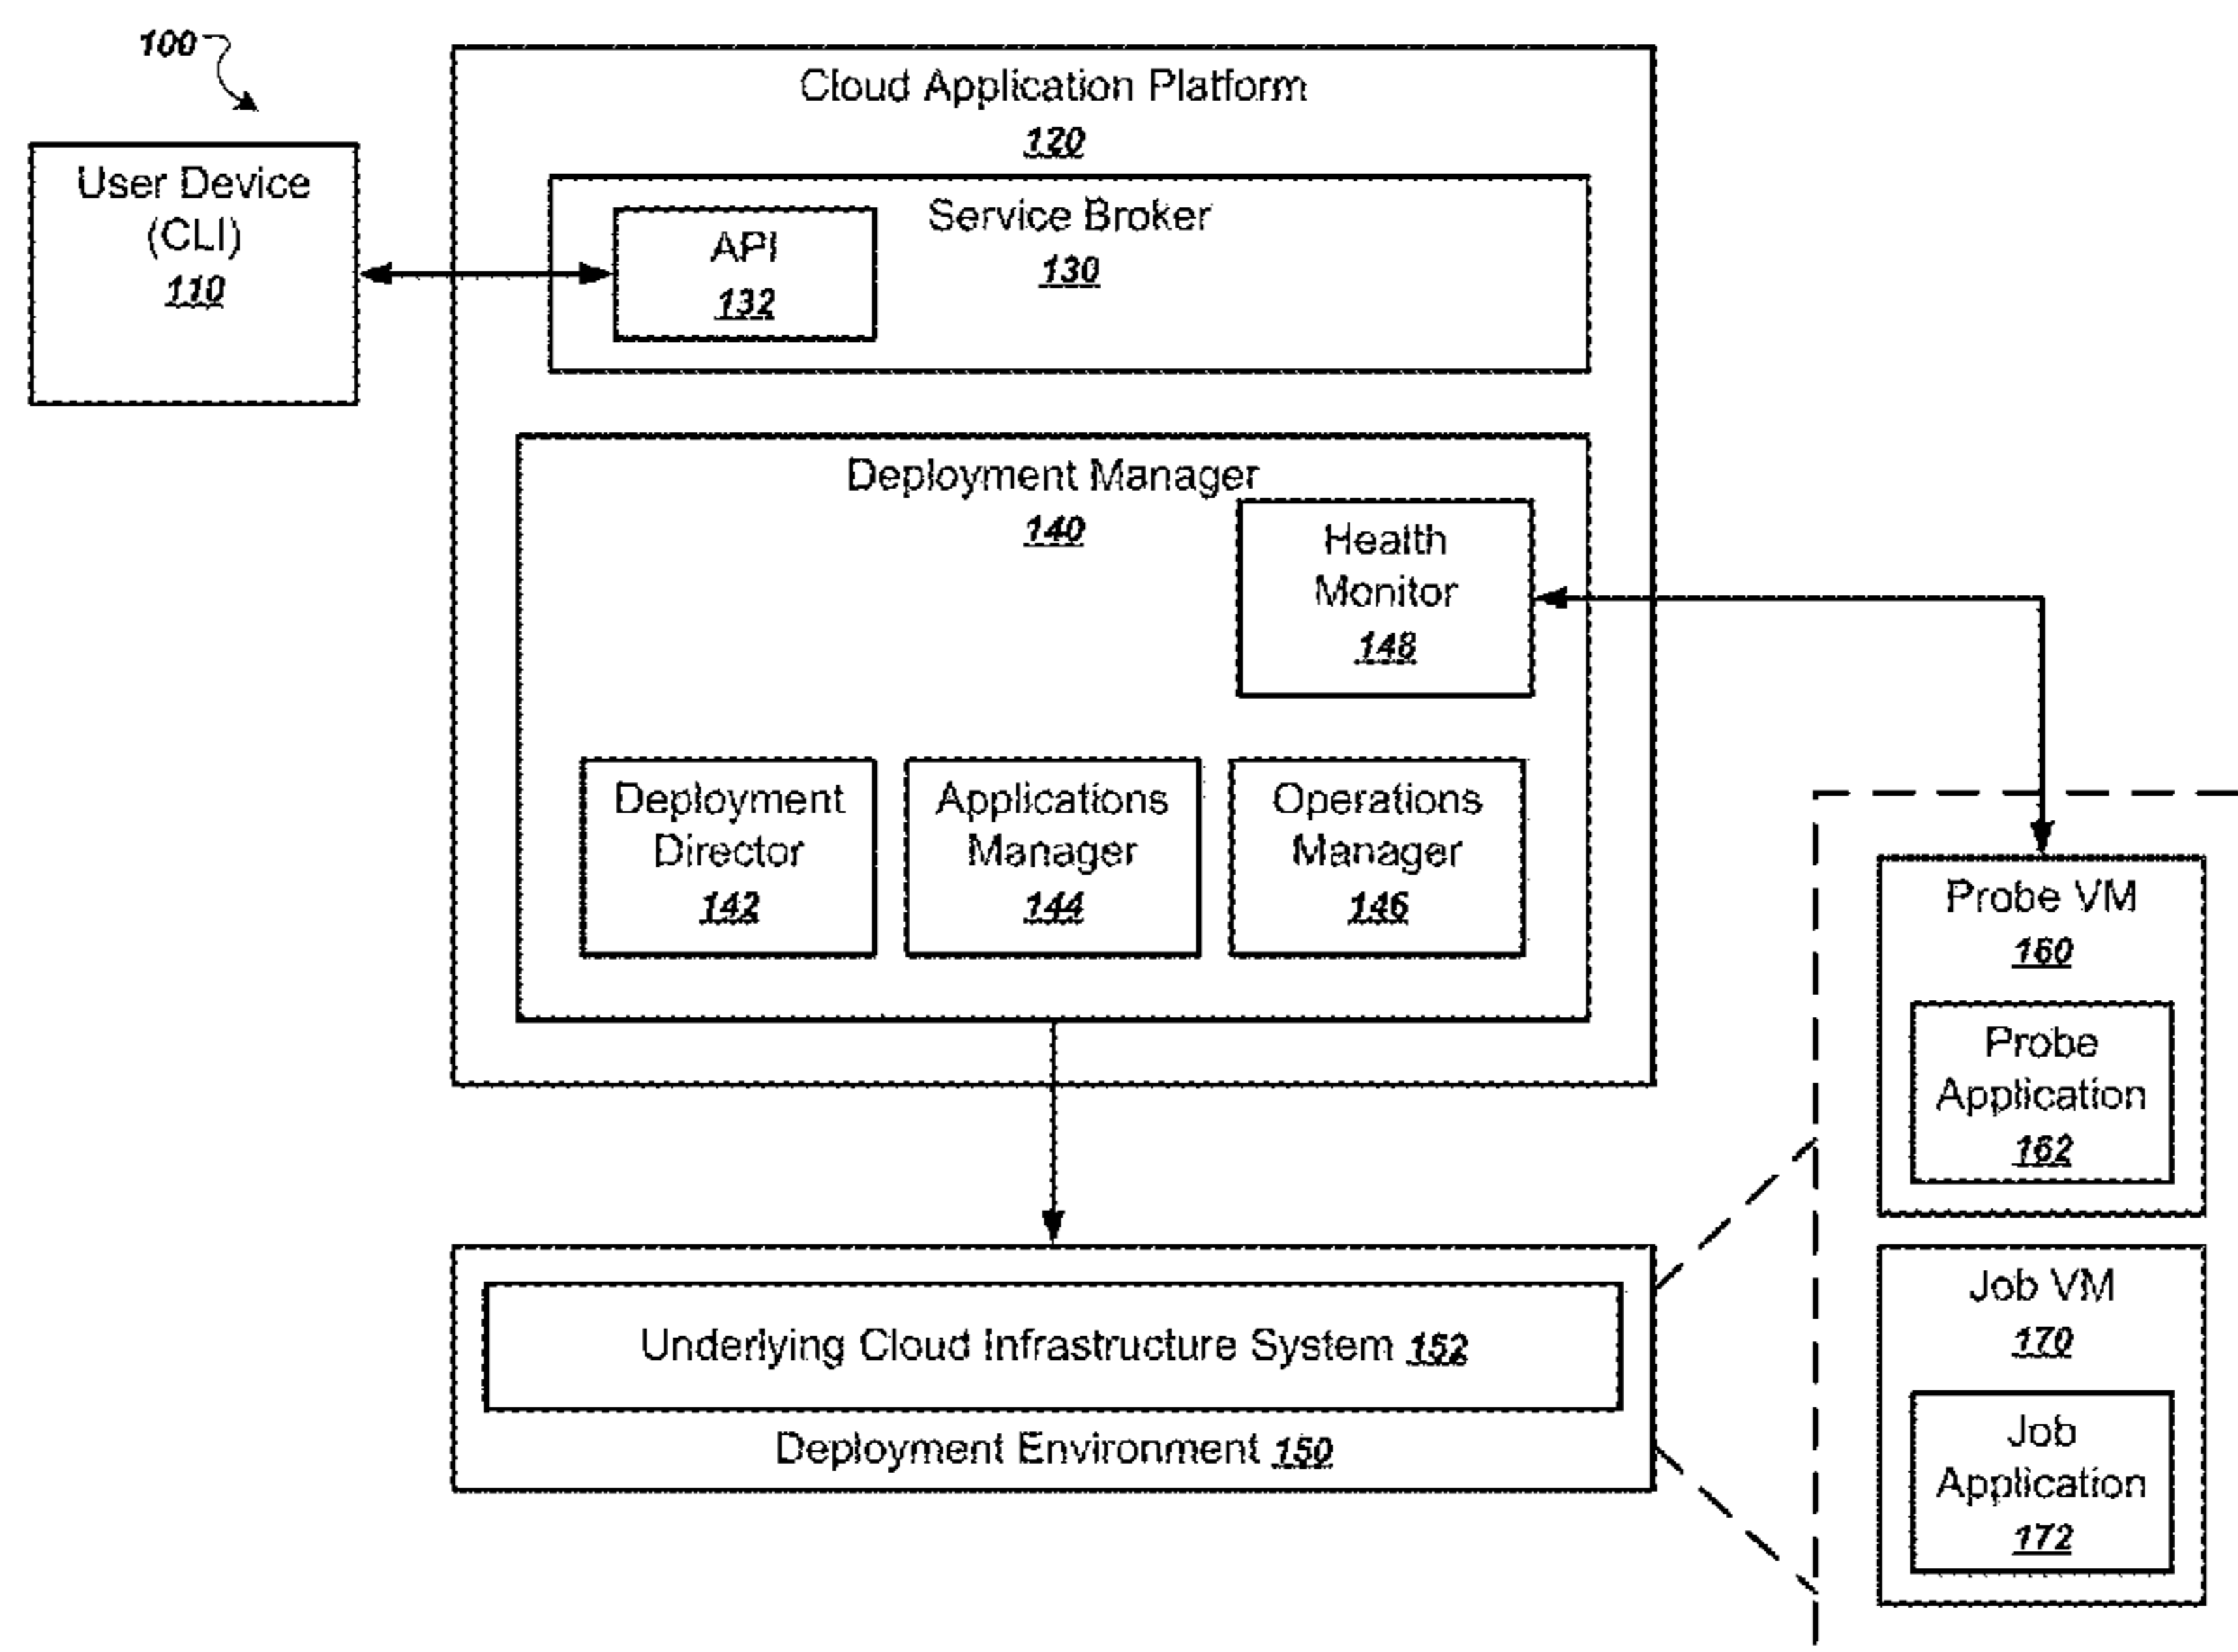 100
User Device
(CLI)
110
Cloud Application Platform
120
Service Broker
130
API
132
Deployment Manager
140
Health
Monitor
148
Deployment
Director
142
Applications
Manager
144
Operations
Manager
146
Probe VM
160
Probe
Application
162
Underlying Cloud Infrastructure System 152
Deployment Environment 150
Job VM
170
Job
Application
172